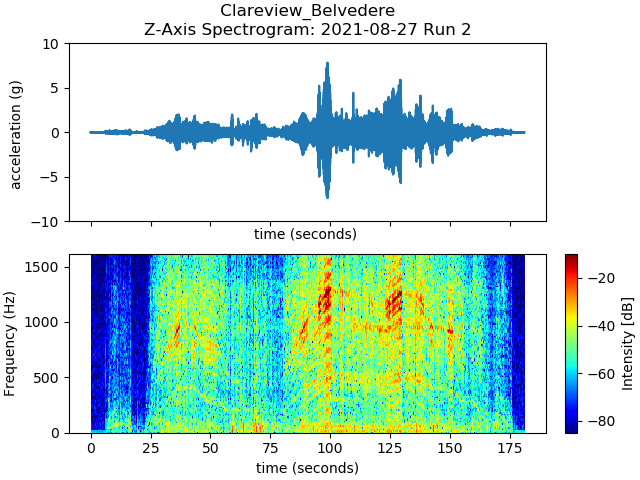 Clareview_Belvedere
Z-Axis Spectrogram: 2021-08-27 Run 2
10
5
0
−5
−10
acceleration (g)
time (seconds)
1500
1000
500
0
Frequency (Hz)
0 25 50 75 100 125 150 175
time (seconds)
−20
−40
−60
−80
Intensity [dB]